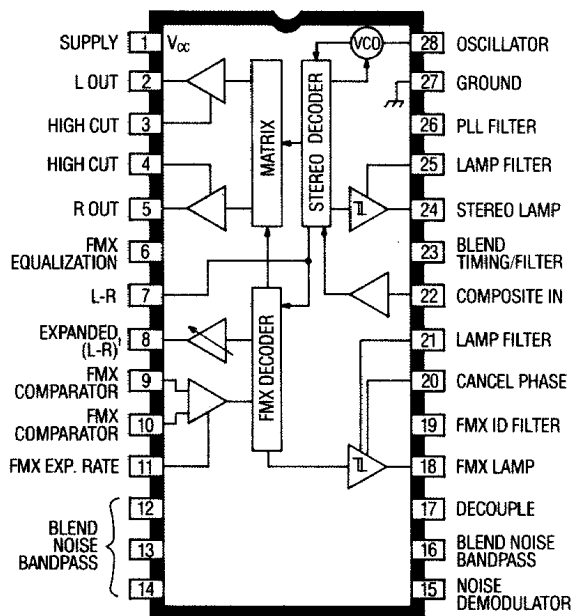 SUPPLY 1 VCC
L OUT 2
HIGH CUT 3
HIGH CUT 4
R OUT 5
FMX
EQUALIZATION 6
L-R 7
EXPANDED
(L-R)' 8
FMX
COMPARATOR 9
FMX
COMPARATOR 10
FMX EXP. RATE 11
12
BLEND
NOISE
BANDPASS
13
14
VCO
MATRIX
STEREO DECODER
FMX DECODER
28 OSCILLATOR
27 GROUND
26 PLL FILTER
25 LAMP FILTER
24 STEREO LAMP
23 BLEND
TIMING/FILTER
22 COMPOSITE IN
21 LAMP FILTER
20 CANCEL PHASE
19 FMX ID FILTER
18 FMX LAMP
17 DECOUPLE
16 BLEND NOISE
BANDPASS
15 NOISE
DEMODULATOR